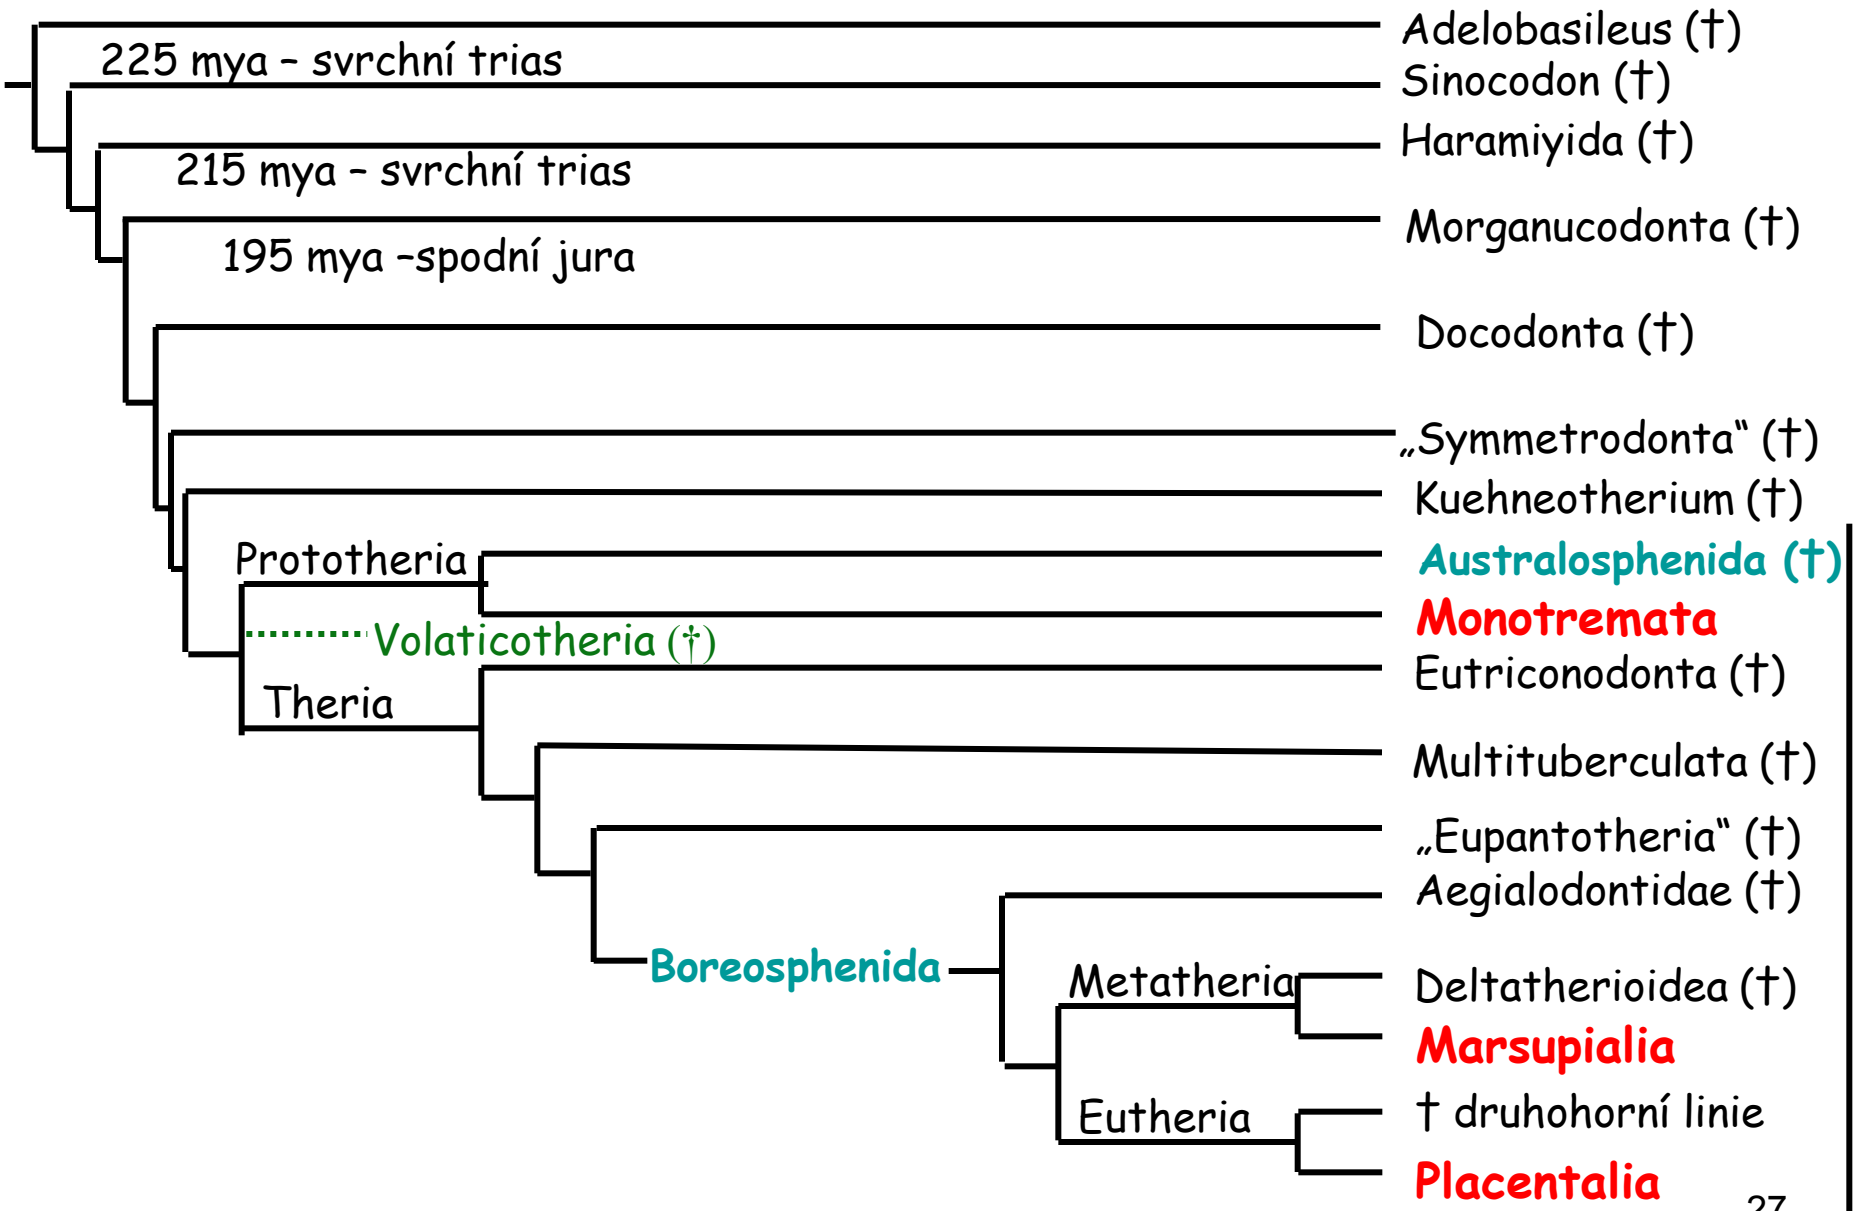 Adelobasileus (†)
225 mya – svrchní trias
Sinocodon (†)
Haramiyida (†)
215 mya – svrchní trias
Morganucodonta (†)
195 mya –spodní jura
Docodonta (†)
„Symmetrodonta“ (†)
Kuehneotherium (†)
Prototheria
Australosphenida (†)
Monotremata
Volaticotheria (†)
Eutriconodonta (†)
Theria
Multituberculata (†)
„Eupantotheria“ (†)
Aegialodontidae (†)
Boreosphenida
Metatheria
Deltatherioidea (†)
Marsupialia
Eutheria
† druhohorní linie
Placentalia
27